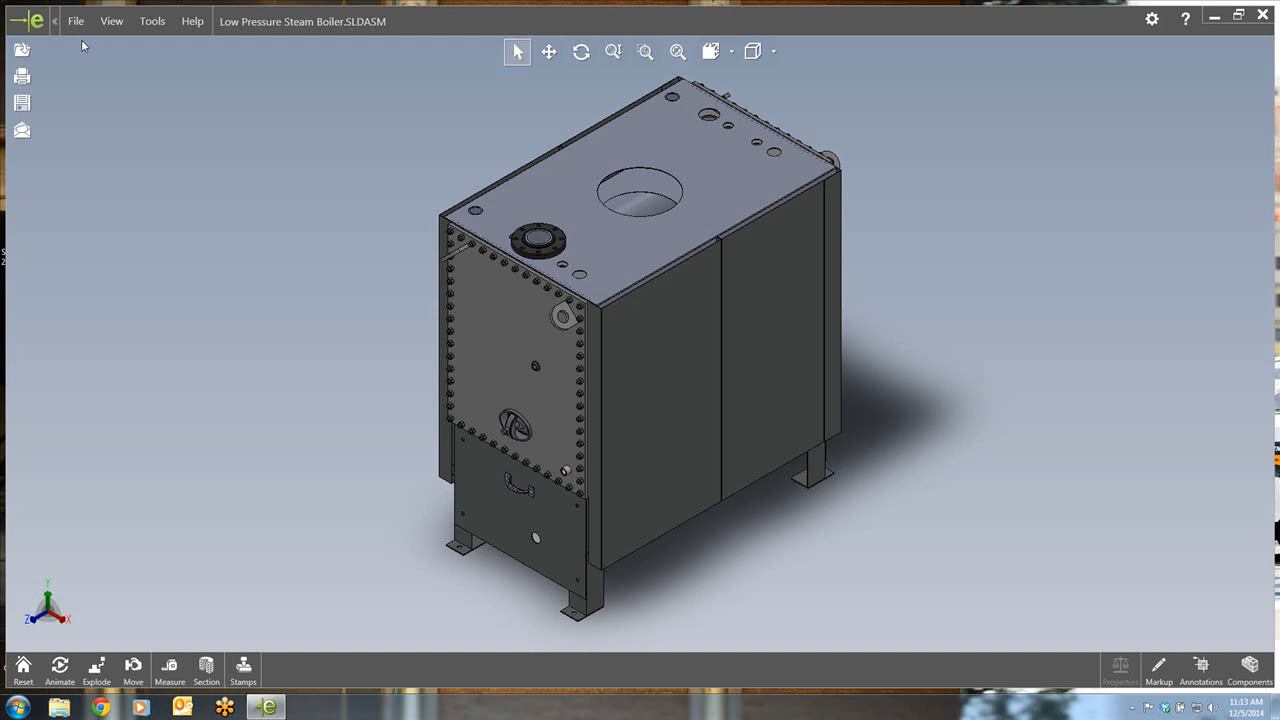 File View Tools Help Low Pressure Steam Boiler.SLDASM
Y
Z X
Reset Animate Explode Move Measure Section Stamps Properties Markup Annotations Components
11:13 AM
12/5/2014